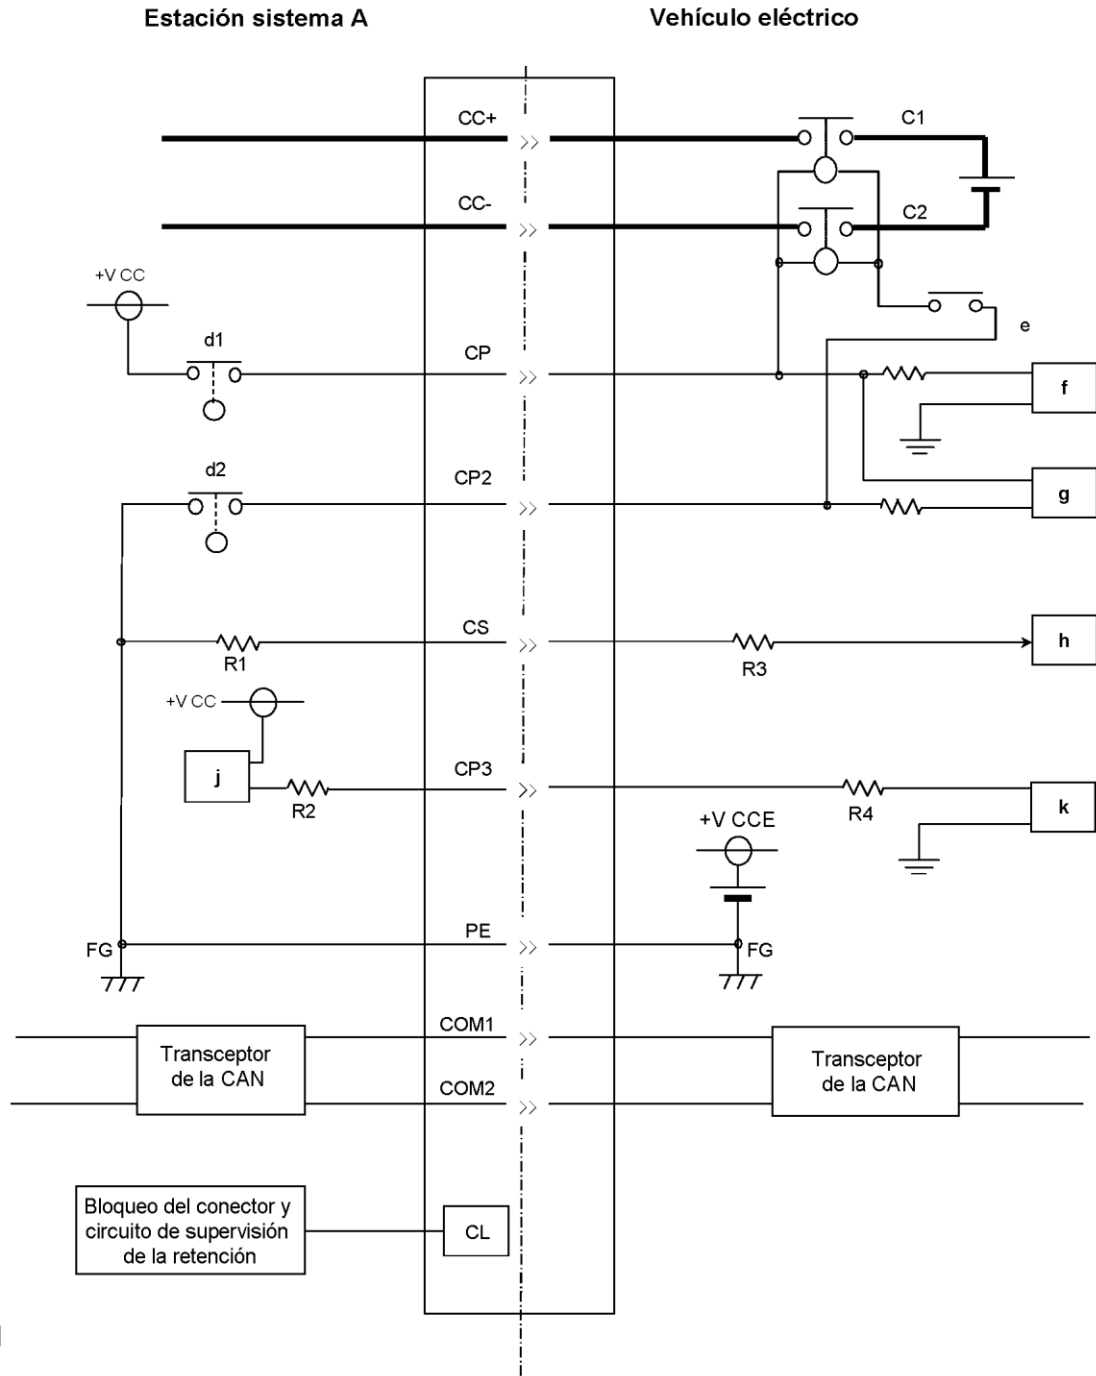 Estación sistema A
Vehículo eléctrico
CC+
C1
CC-
C2
+V CC
d1
CP
e
f
d2
CP2
g
CS
R1
R3
h
+V CC
j
R2
CP3
R4
k
+V CCE
PE
FG
FG
COM1
Transceptor
de la CAN
Transceptor
de la CAN
COM2
Bloqueo del conector y
circuito de supervisión
de la retención
CL